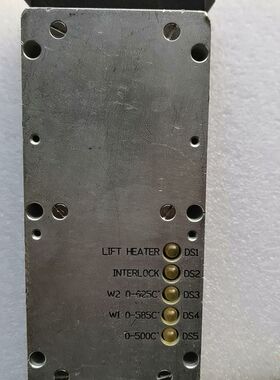 LIFT HEATER DS1
INTERLOCK DS2
W2 0-625C° DS3
W1 0-585C° DS4
0-500C° DS5